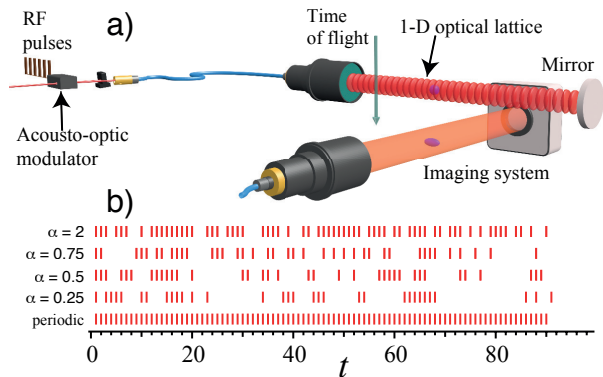 RF
pulses
a)
Time
of flight
1-D optical lattice
Mirror
Acousto-optic
modulator
Imaging system
b)
α = 2
α = 0.75
α = 0.5
α = 0.25
periodic
0 20 40 60 80
t